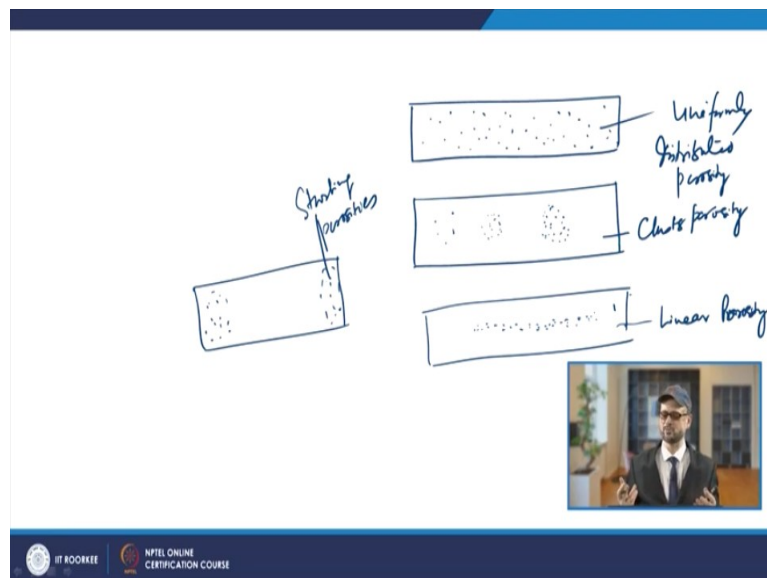 Uniformly
Distributed
porosity
Starting
porosities
Cluster porosity
Linear Porosity
IIT ROORKEE
NPTEL ONLINE
CERTIFICATION COURSE